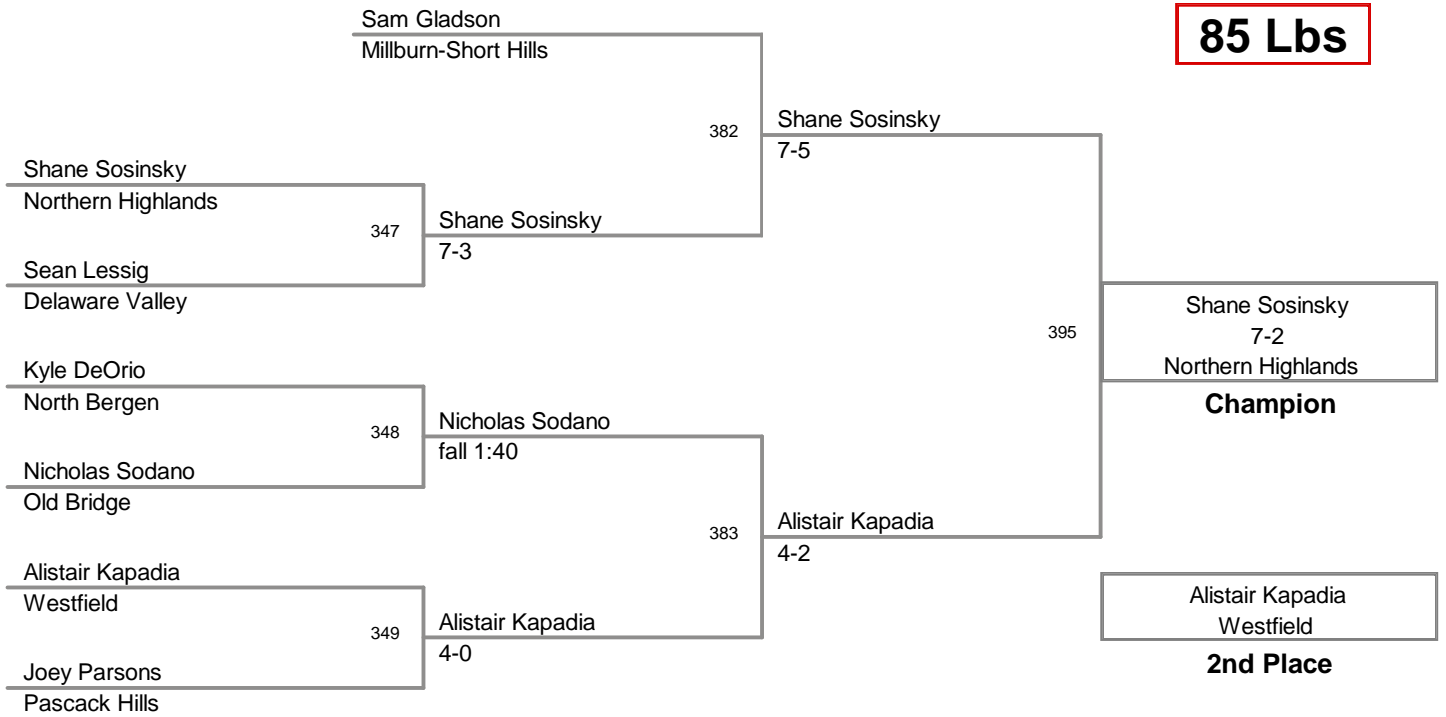 Sam Gladson
Millburn-Short Hills
85 Lbs
382
Shane Sosinsky
7-5
Shane Sosinsky
Northern Highlands
347
Shane Sosinsky
7-3
Sean Lessig
Delaware Valley
395
Shane Sosinsky
7-2
Northern Highlands
Champion
Kyle DeOrio
North Bergen
348
Nicholas Sodano
fall 1:40
Nicholas Sodano
Old Bridge
383
Alistair Kapadia
4-2
Alistair Kapadia
Westfield
349
Alistair Kapadia
4-0
Joey Parsons
Pascack Hills
Alistair Kapadia
Westfield
2nd Place